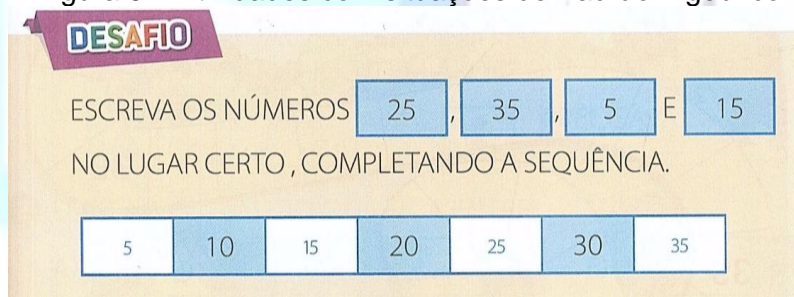 DESAFIO
ESCREVA OS NÚMEROS 25 , 35 , 5 E 15
NO LUGAR CERTO , COMPLETANDO A SEQUÊNCIA.
5 10 15 20 25 30 35